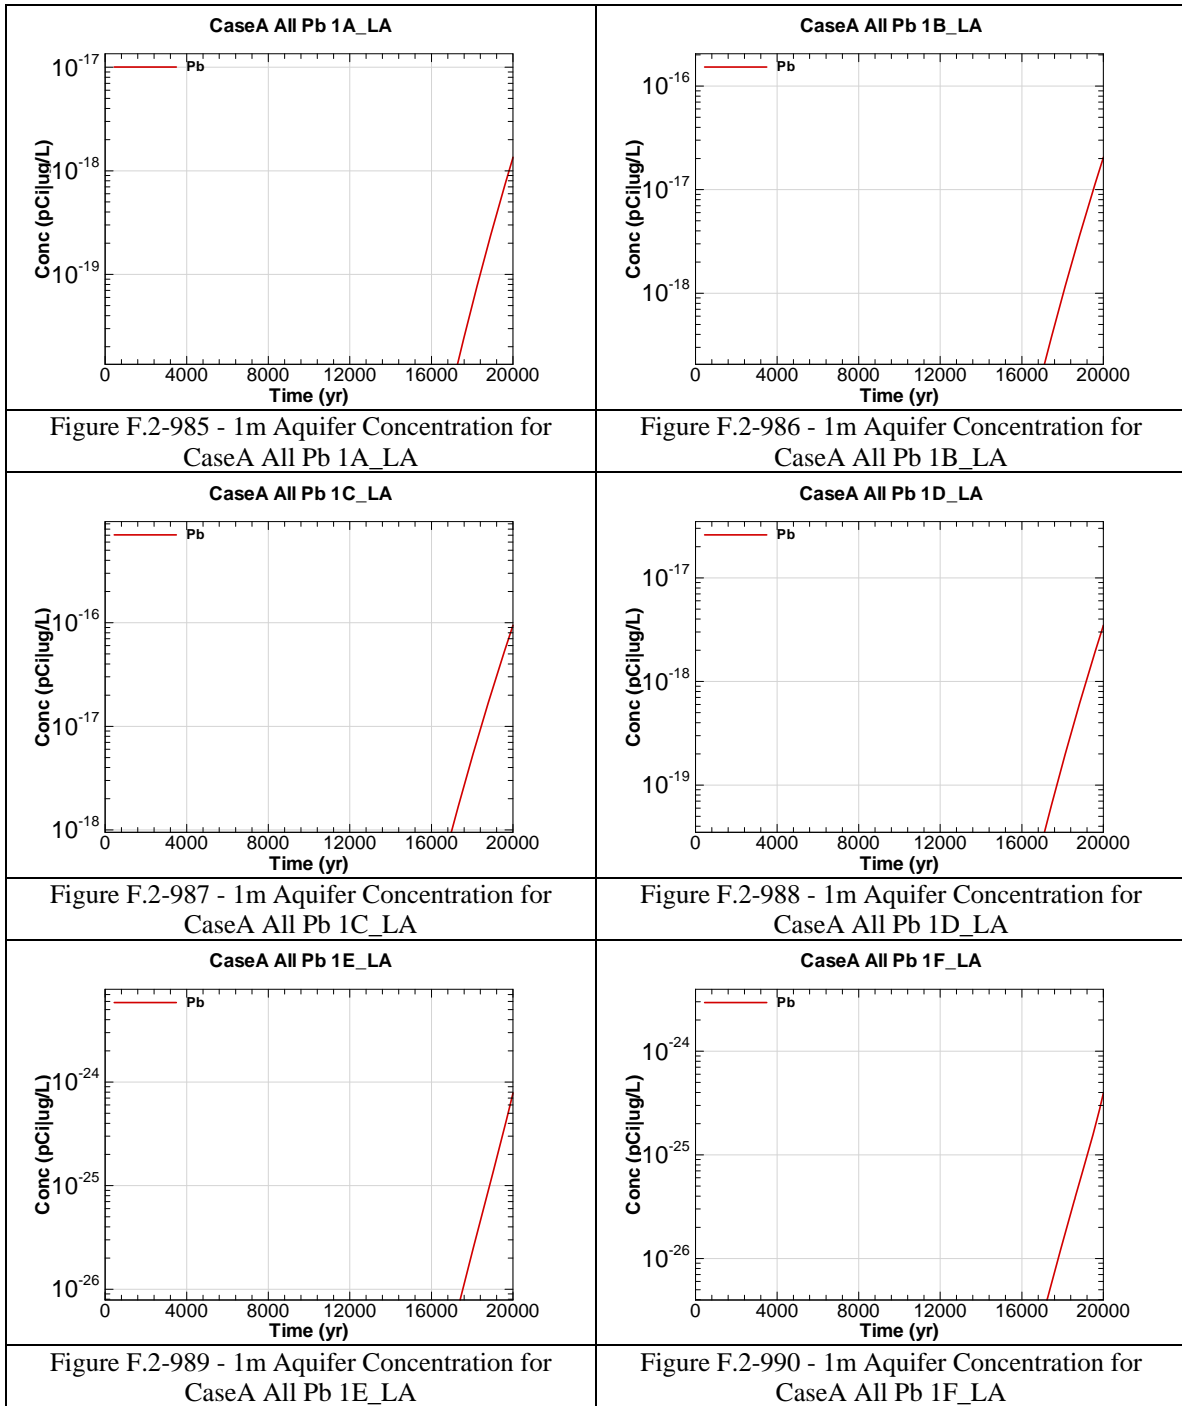 CaseA All Pb 1A_LA
Pb
10-17
10-18
10-19
Conc (pCi|ug/L)
0 4000 8000 12000 16000 20000
Time (yr)
Figure F.2-985 - 1m Aquifer Concentration for
CaseA All Pb 1A_LA
CaseA All Pb 1B_LA
Pb
10-16
10-17
10-18
Conc (pCi|ug/L)
0 4000 8000 12000 16000 20000
Time (yr)
Figure F.2-986 - 1m Aquifer Concentration for
CaseA All Pb 1B_LA
CaseA All Pb 1C_LA
Pb
10-16
10-17
10-18
Conc (pCi|ug/L)
0 4000 8000 12000 16000 20000
Time (yr)
Figure F.2-987 - 1m Aquifer Concentration for
CaseA All Pb 1C_LA
CaseA All Pb 1D_LA
Pb
10-17
10-18
10-19
Conc (pCi|ug/L)
0 4000 8000 12000 16000 20000
Time (yr)
Figure F.2-988 - 1m Aquifer Concentration for
CaseA All Pb 1D_LA
CaseA All Pb 1E_LA
Pb
10-24
10-25
10-26
Conc (pCi|ug/L)
0 4000 8000 12000 16000 20000
Time (yr)
Figure F.2-989 - 1m Aquifer Concentration for
CaseA All Pb 1E_LA
CaseA All Pb 1F_LA
Pb
10-24
10-25
10-26
Conc (pCi|ug/L)
0 4000 8000 12000 16000 20000
Time (yr)
Figure F.2-990 - 1m Aquifer Concentration for
CaseA All Pb 1F_LA